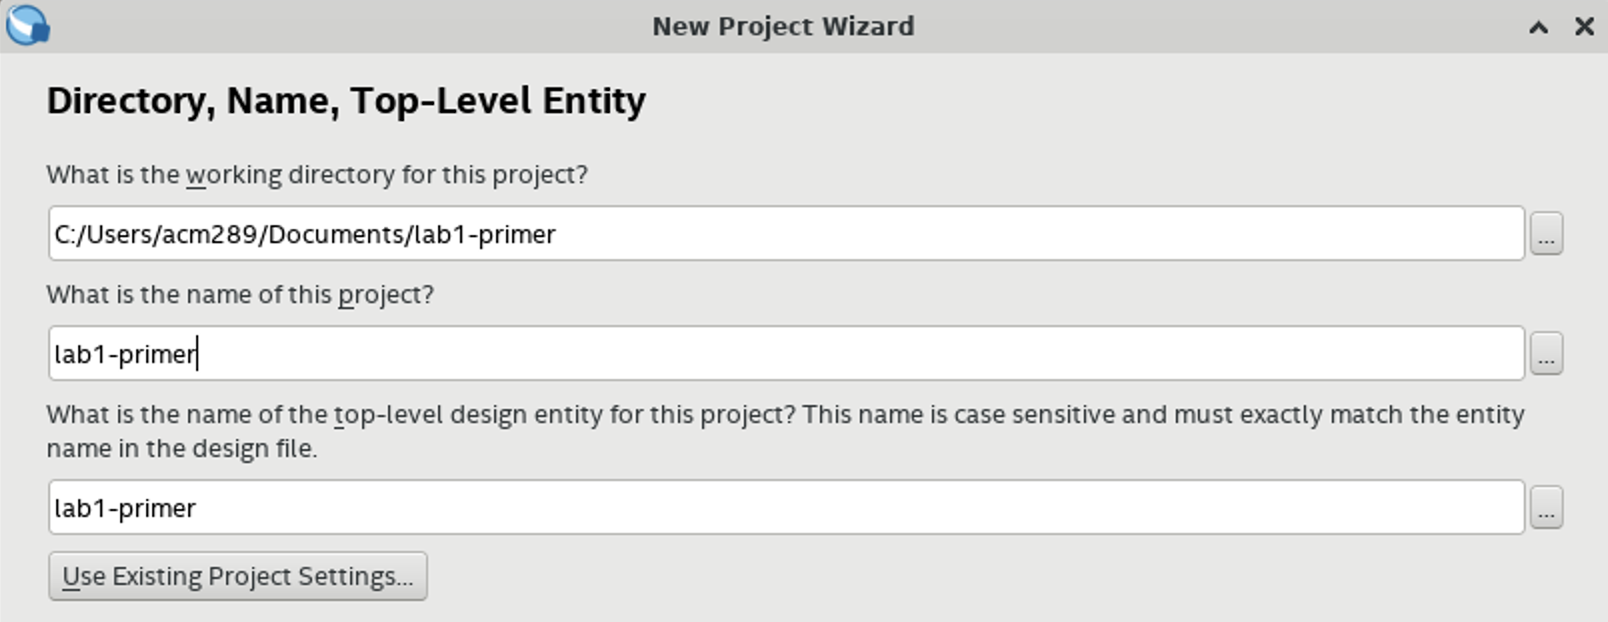 New Project Wizard
Directory, Name, Top-Level Entity
What is the working directory for this project?
C:/Users/acm289/Documents/lab1-primer
...
What is the name of this project?
lab1-primer
...
What is the name of the top-level design entity for this project? This name is case sensitive and must exactly match the entity
name in the design file.
lab1-primer
...
Use Existing Project Settings...